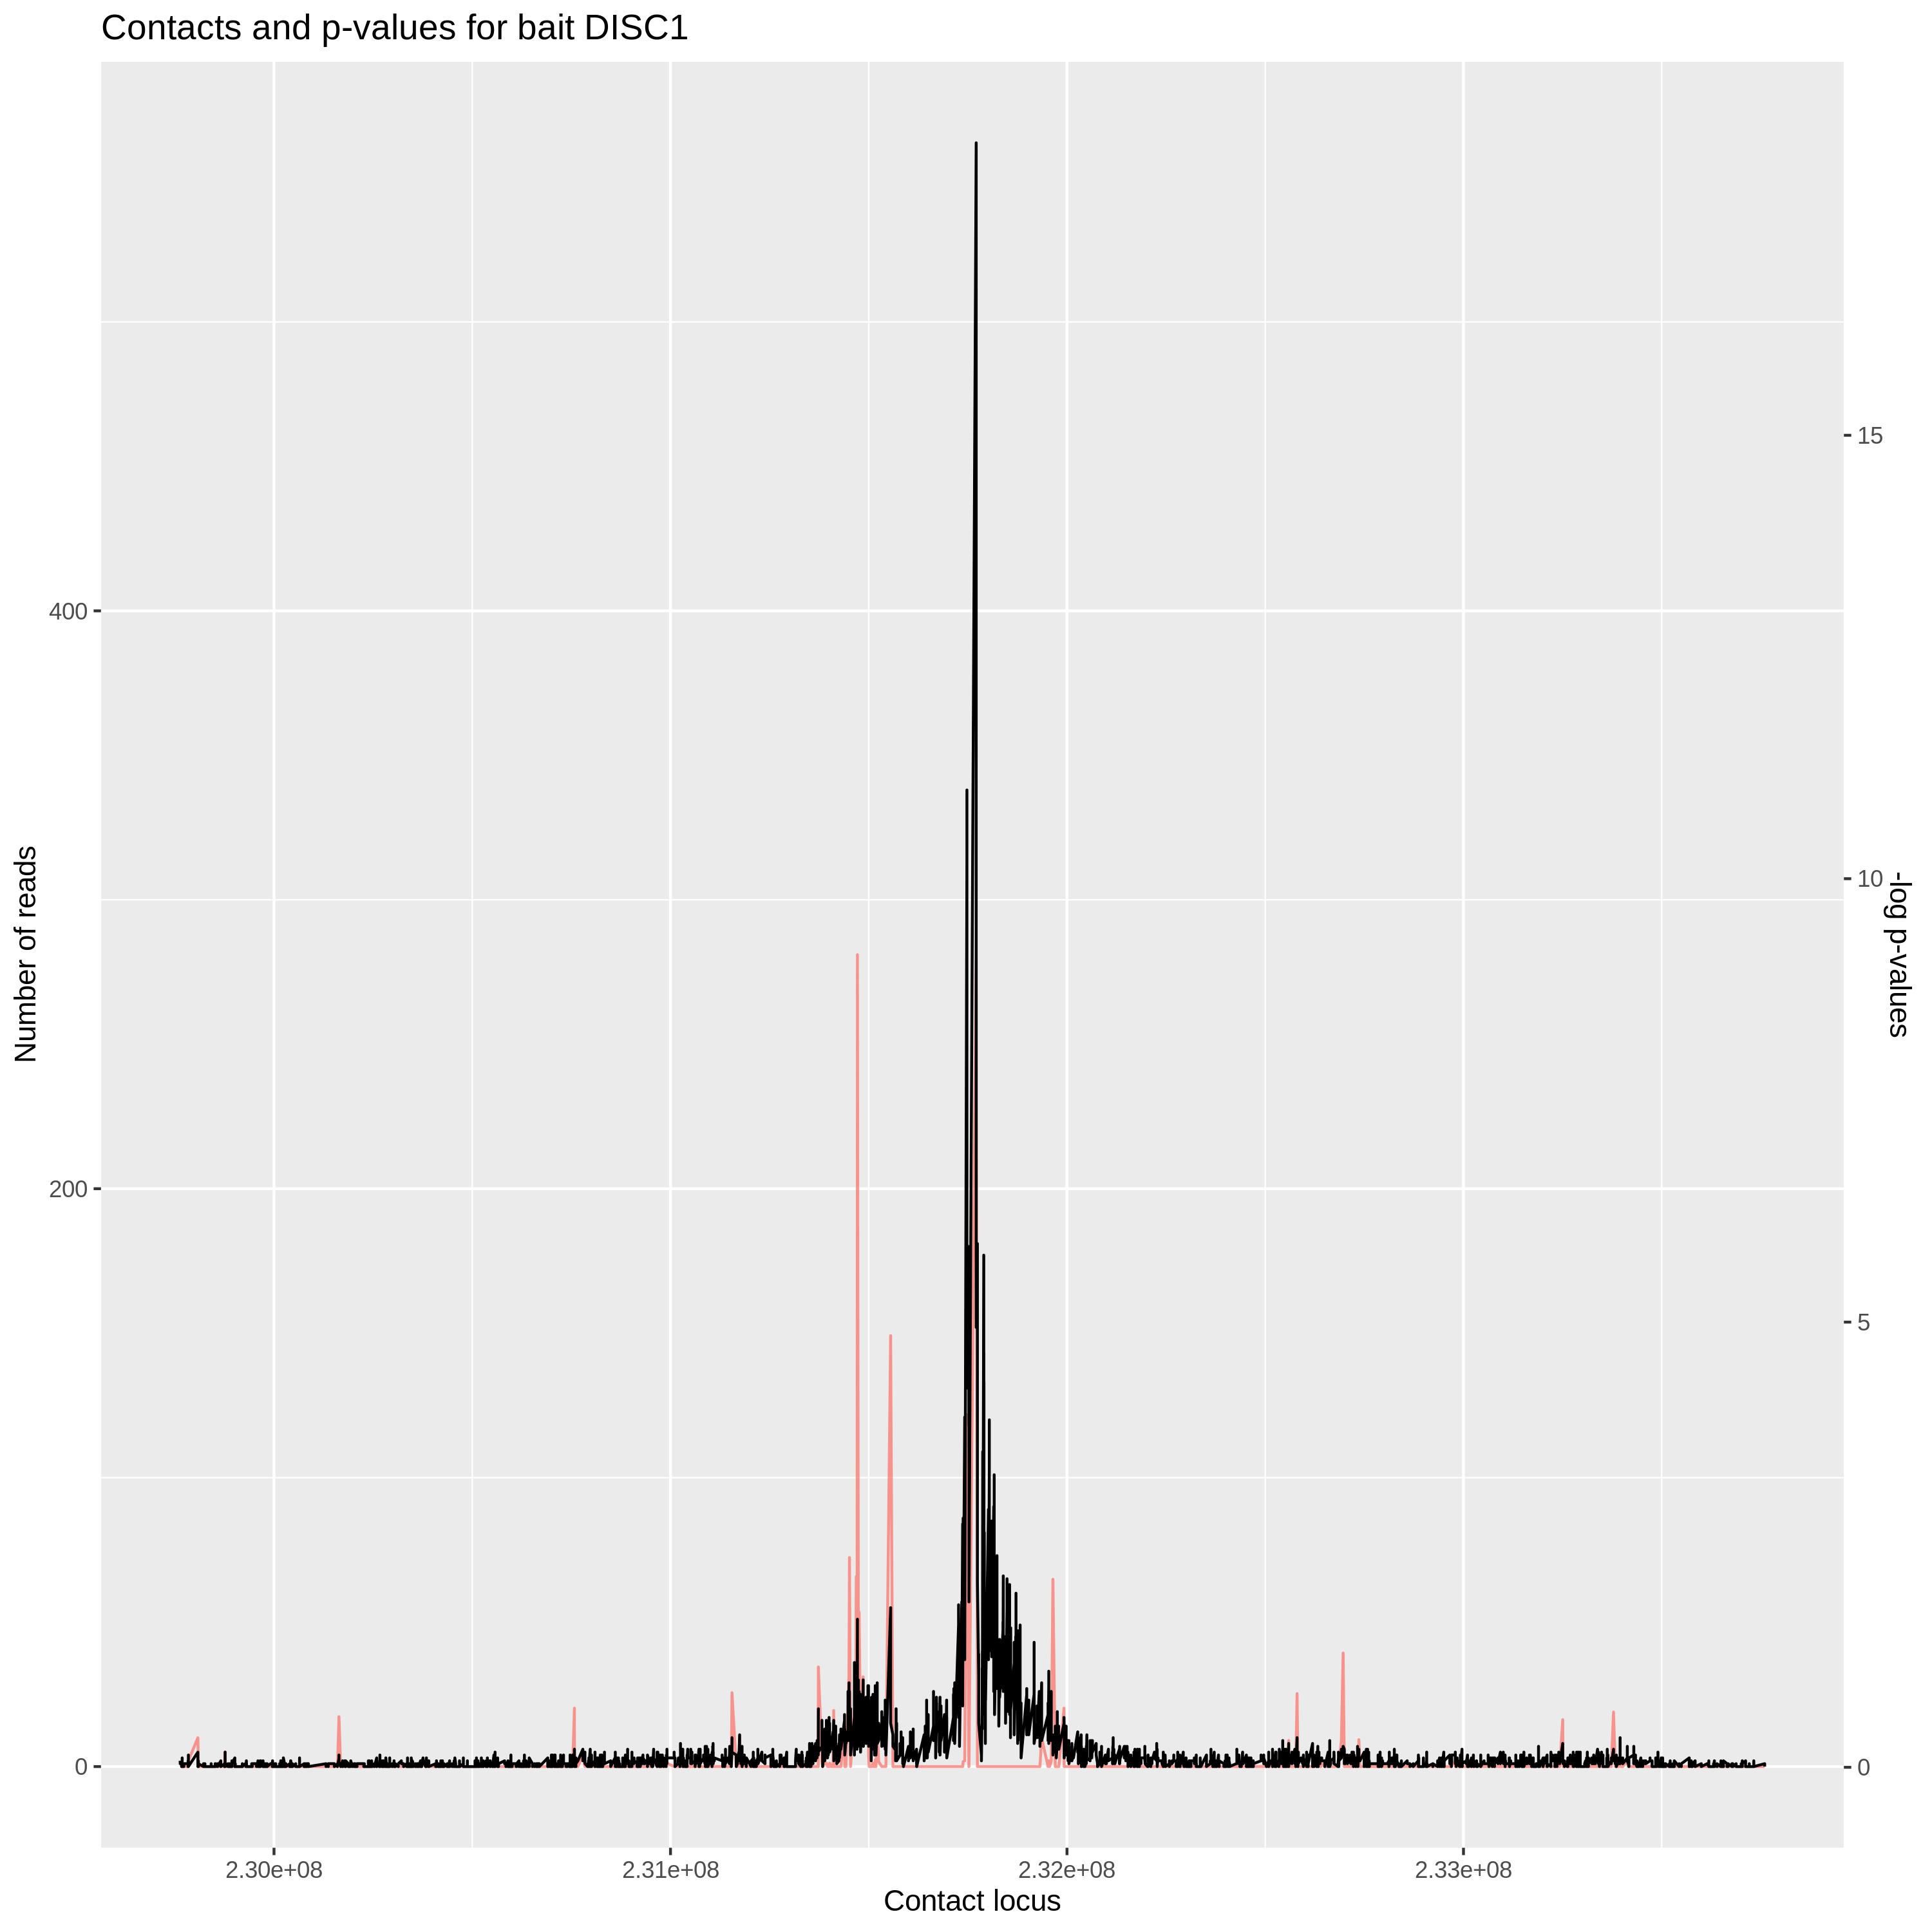 Contacts and p-values for bait DISC1
Number of reads
400
200
0
15
10
5
0
-log p-values
2.30e+08 2.31e+08 2.32e+08 2.33e+08
Contact locus